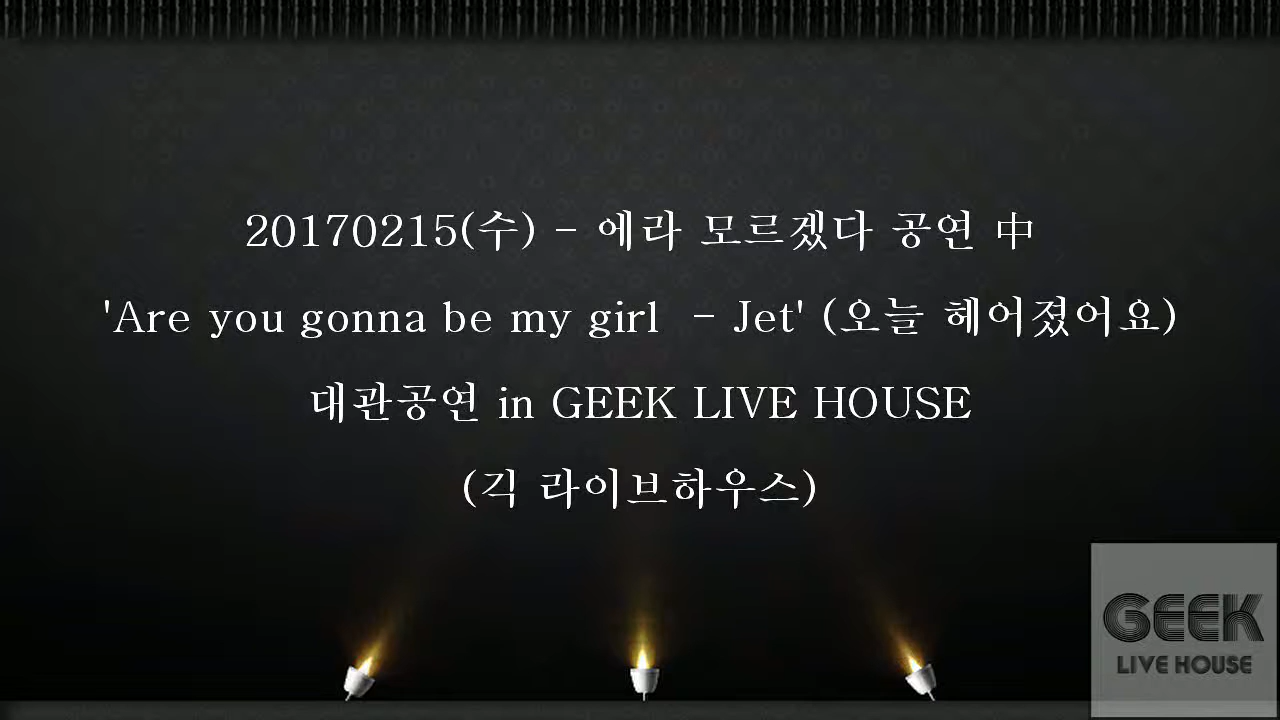 20170215(수) - 에라 모르겠다 공연 中
'Are you gonna be my girl  - Jet' (오늘 헤어졌어요)
대관공연 in GEEK LIVE HOUSE
(긱 라이브하우스)
GEEK
LIVE HOUSE